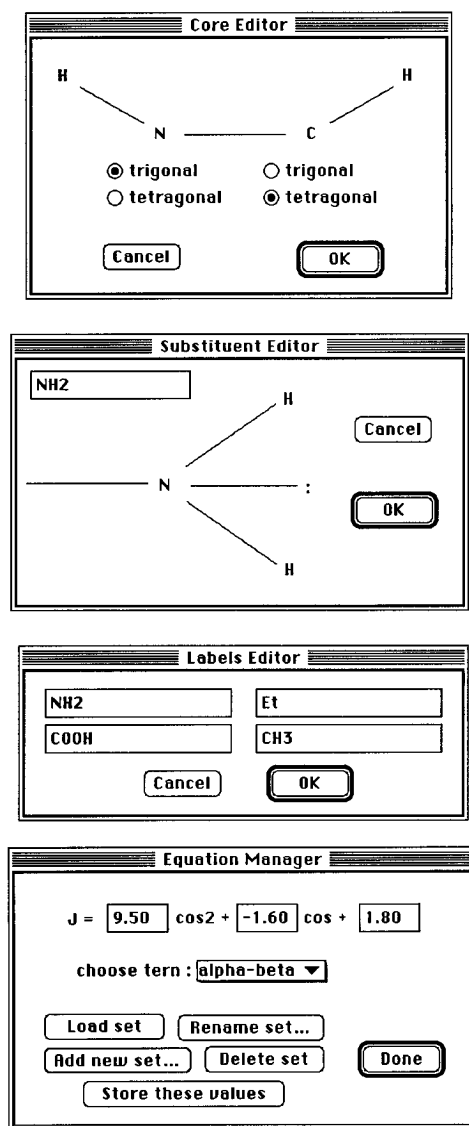 Core Editor
H H
N C
trigonal trigonal
tetragonal tetragonal
Cancel OK
Substituent Editor
NH2
H
Cancel
N :
OK
H
Labels Editor
NH2 Et
COOH CH3
Cancel OK
Equation Manager
J = 9.50 cos2 + -1.60 cos + 1.80
choose tern : alpha-beta
Load set Rename set...
Add new set... Delete set Done
Store these values